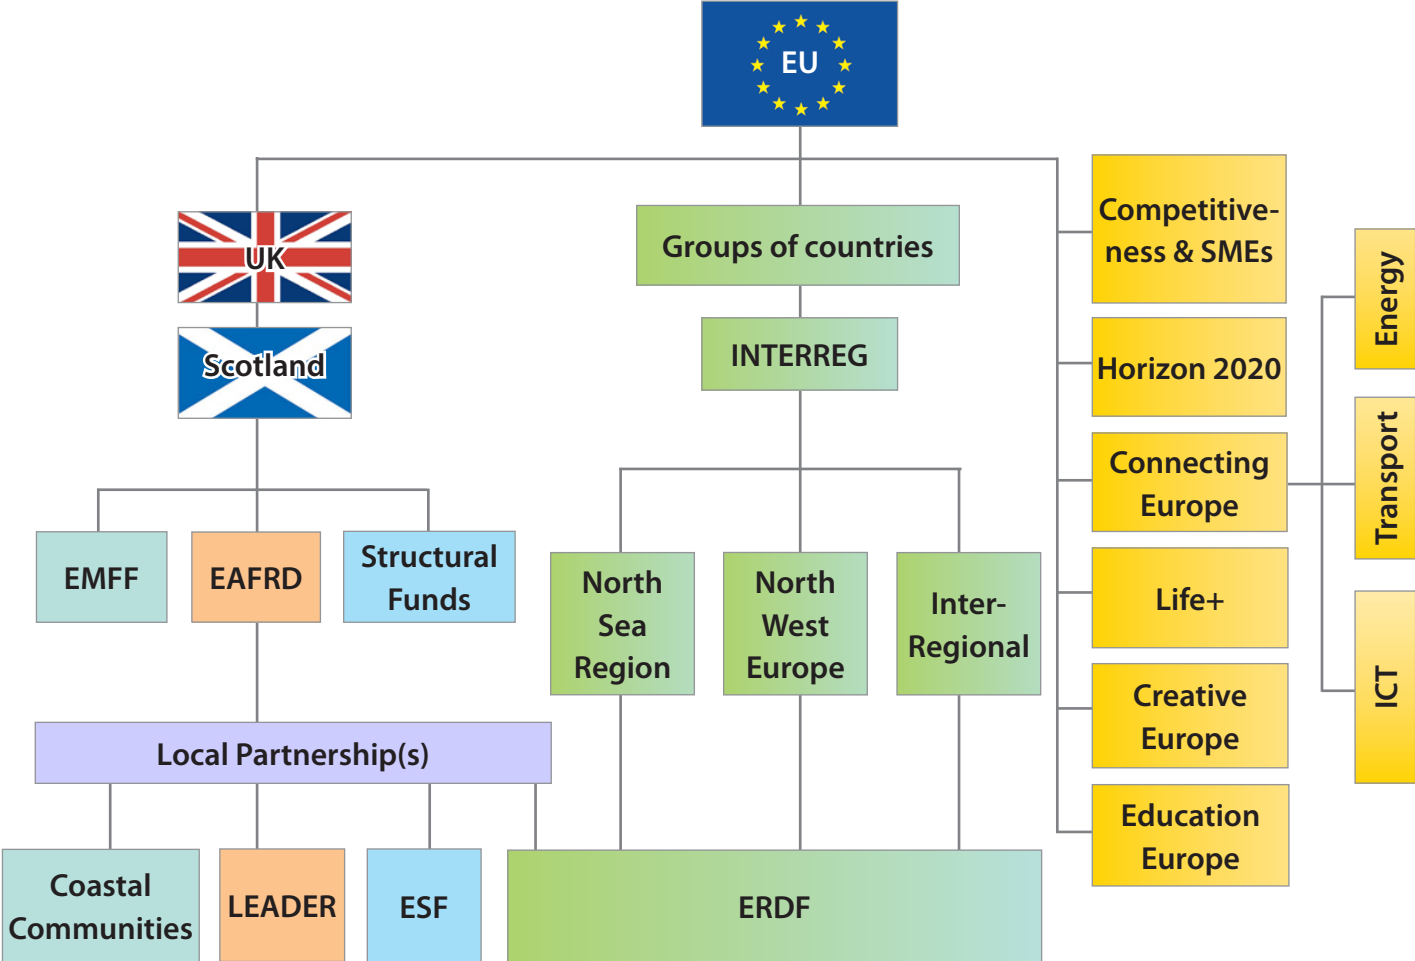 EU
UK
Scotland
EMFF
EAFRD
Structural
Funds
Local Partnership(s)
Coastal
Communities
LEADER
ESF
ERDF
Groups of countries
INTERREG
North
Sea
Region
North
West
Europe
Inter-
Regional
Competitive-
ness & SMEs
Horizon 2020
Connecting
Europe
Life+
Creative
Europe
Education
Europe
Energy
Transport
ICT